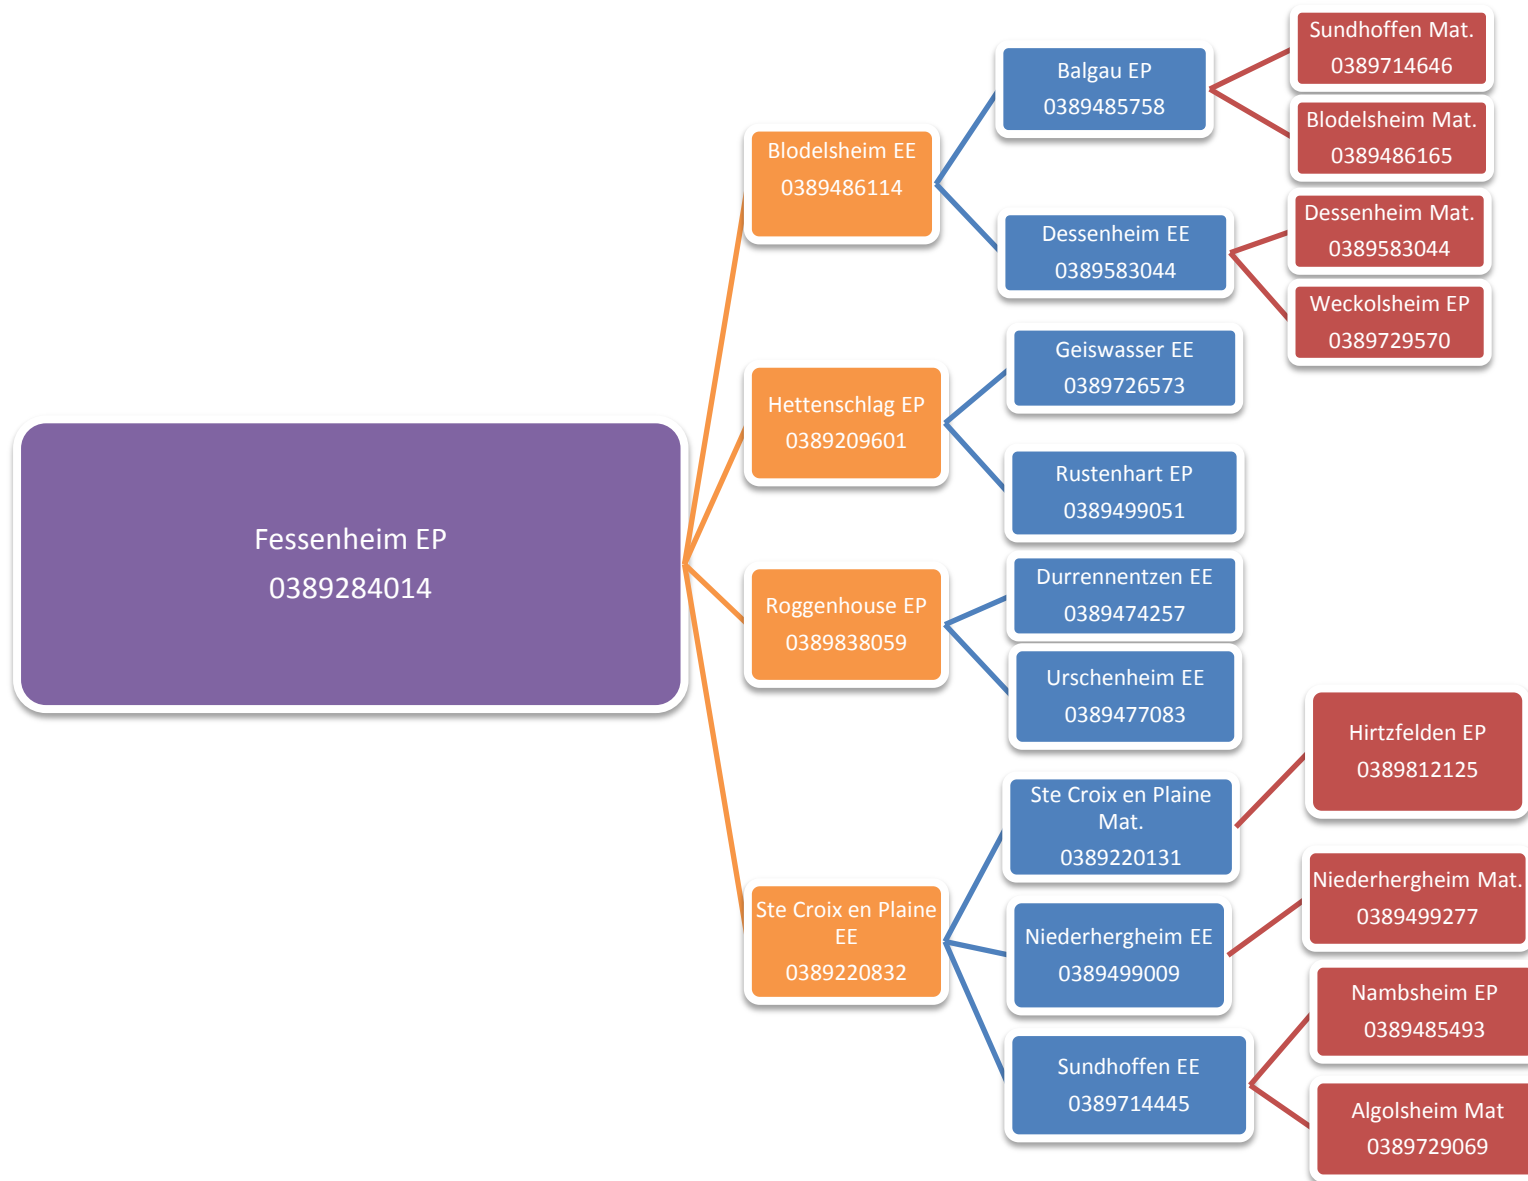 Fessenheim EP
0389284014
Blodelsheim EE
0389486114
Balgau EP
0389485758
Sundhoffen Mat.
0389714646
Blodelsheim Mat.
0389486165
Dessenheim EE
0389583044
Dessenheim Mat.
0389583044
Weckolsheim EP
0389729570
Hettenschlag EP
0389209601
Geiswasser EE
0389726573
Rustenhart EP
0389499051
Roggenhouse EP
0389838059
Durrennentzen EE
0389474257
Urschenheim EE
0389477083
Ste Croix en Plaine
EE
0389220832
Ste Croix en Plaine
Mat.
0389220131
Hirtzfelden EP
0389812125
Niederhergheim EE
0389499009
Niederhergheim Mat.
0389499277
Sundhoffen EE
0389714445
Nambsheim EP
0389485493
Algolsheim Mat
0389729069